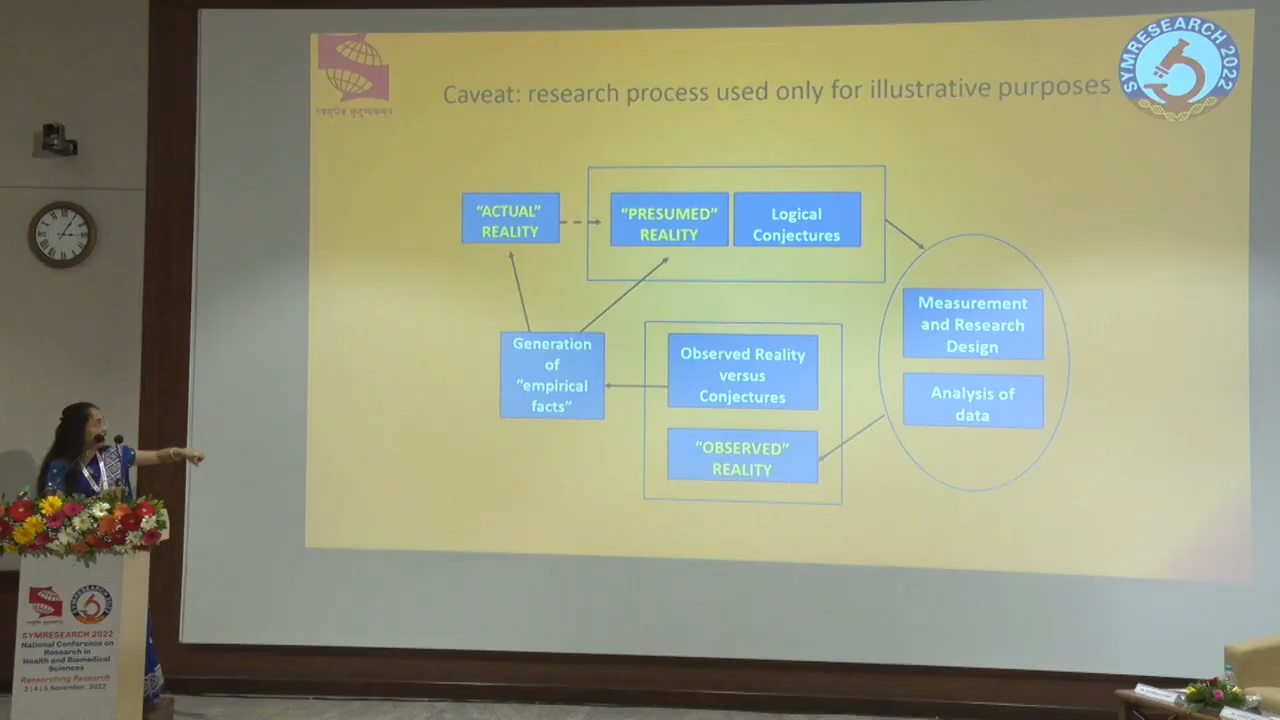 SYMRESEARCH 2022
Caveat: research process used only for illustrative purposes
"ACTUAL"
REALITY
"PRESUMED"
REALITY
Logical
Conjectures
Measurement
and Research
Design
Analysis of
data
Generation
of
"empirical
facts"
Observed Reality
versus
Conjectures
"OBSERVED"
REALITY
SYMRESEARCH 2022
National Conference on
Research in
Health and Biomedical
Sciences
Researching Research
3|4|5 November, 2022